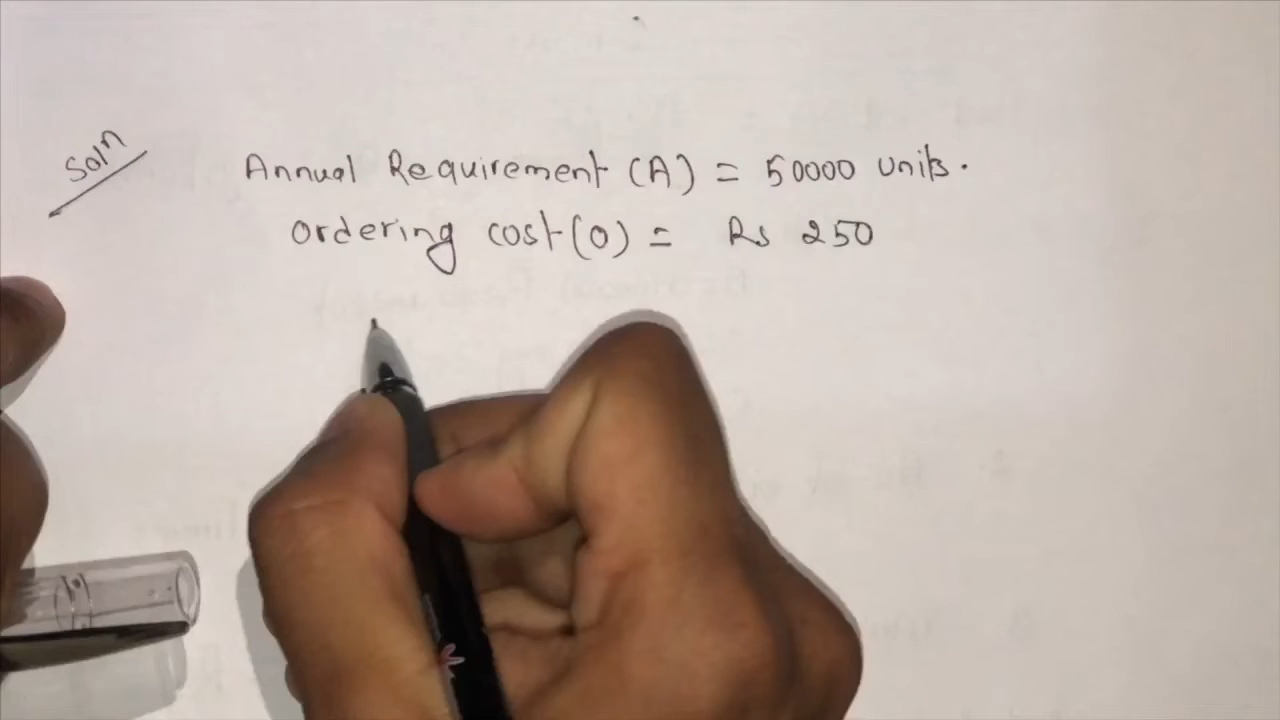 Soln
Annual Requirement (A) = 50000 units.
Ordering cost (O) = Rs 250